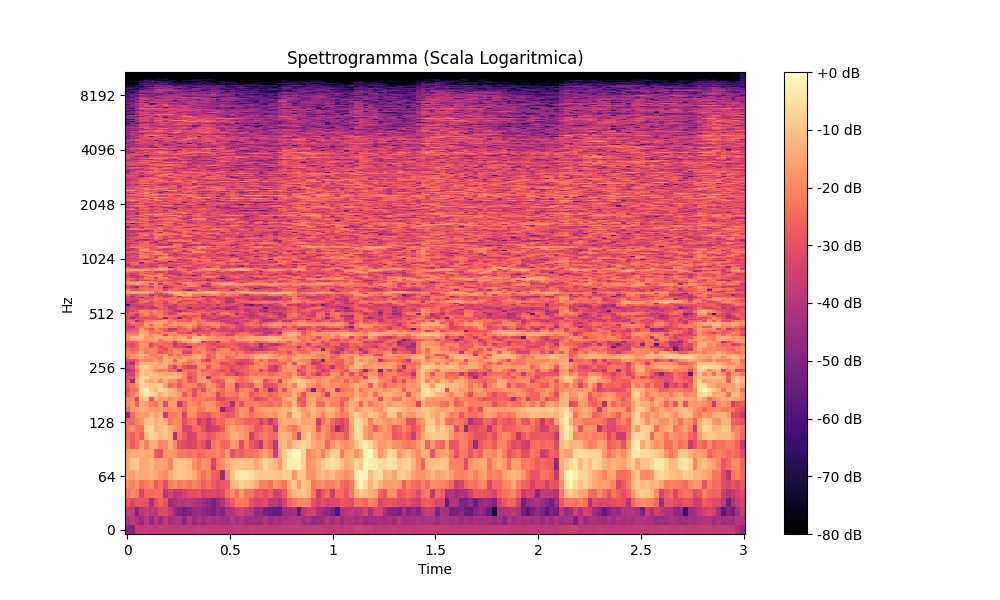 Spettrogramma (Scala Logaritmica)
Hz
8192
4096
2048
1024
512
256
128
64
0
0 0.5 1 1.5 2 2.5 3
Time
+0 dB
-10 dB
-20 dB
-30 dB
-40 dB
-50 dB
-60 dB
-70 dB
-80 dB